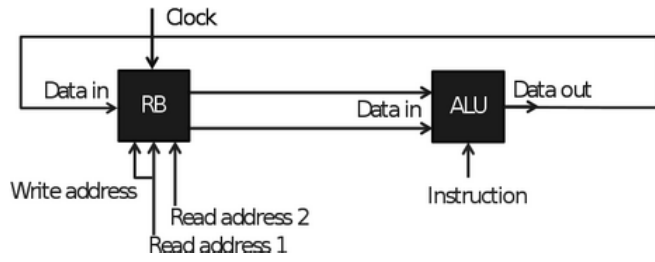 Clock
Data in
RB
Data in
ALU
Data out
Write address
Read address 2
Read address 1
Instruction